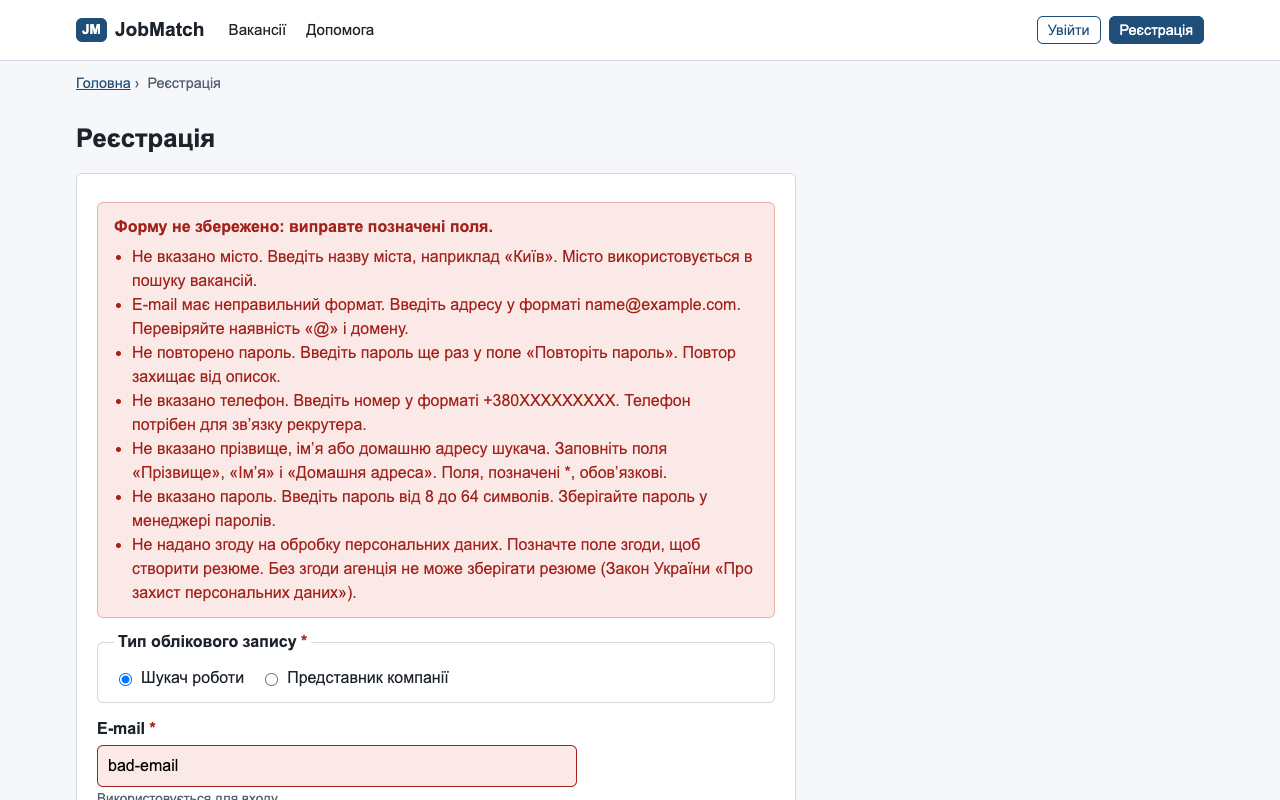 JM JobMatch Вакансії Допомога Увійти Реєстрація
Головна › Реєстрація
Реєстрація
Форму не збережено: виправте позначені поля.
• Не вказано місто. Введіть назву міста, наприклад «Київ». Місто використовується в
пошуку вакансій.
• E-mail має неправильний формат. Введіть адресу у форматі name@example.com.
Перевіряйте наявність «@» і домену.
• Не повторено пароль. Введіть пароль ще раз у поле «Повторіть пароль». Повтор
захищає від описок.
• Не вказано телефон. Введіть номер у форматі +380XXXXXXXXX. Телефон
потрібен для зв’язку рекрутера.
• Не вказано прізвище, ім’я або домашню адресу шукача. Заповніть поля
«Прізвище», «Ім’я» і «Домашня адреса». Поля, позначені *, обов’язкові.
• Не вказано пароль. Введіть пароль від 8 до 64 символів. Зберігайте пароль у
менеджері паролів.
• Не надано згоду на обробку персональних даних. Позначте поле згоди, щоб
створити резюме. Без згоди агенція не може зберігати резюме (Закон України «Про
захист персональних даних»).
Тип облікового запису *
Шукач роботи Представник компанії
E-mail *
bad-email
Використовується для входу